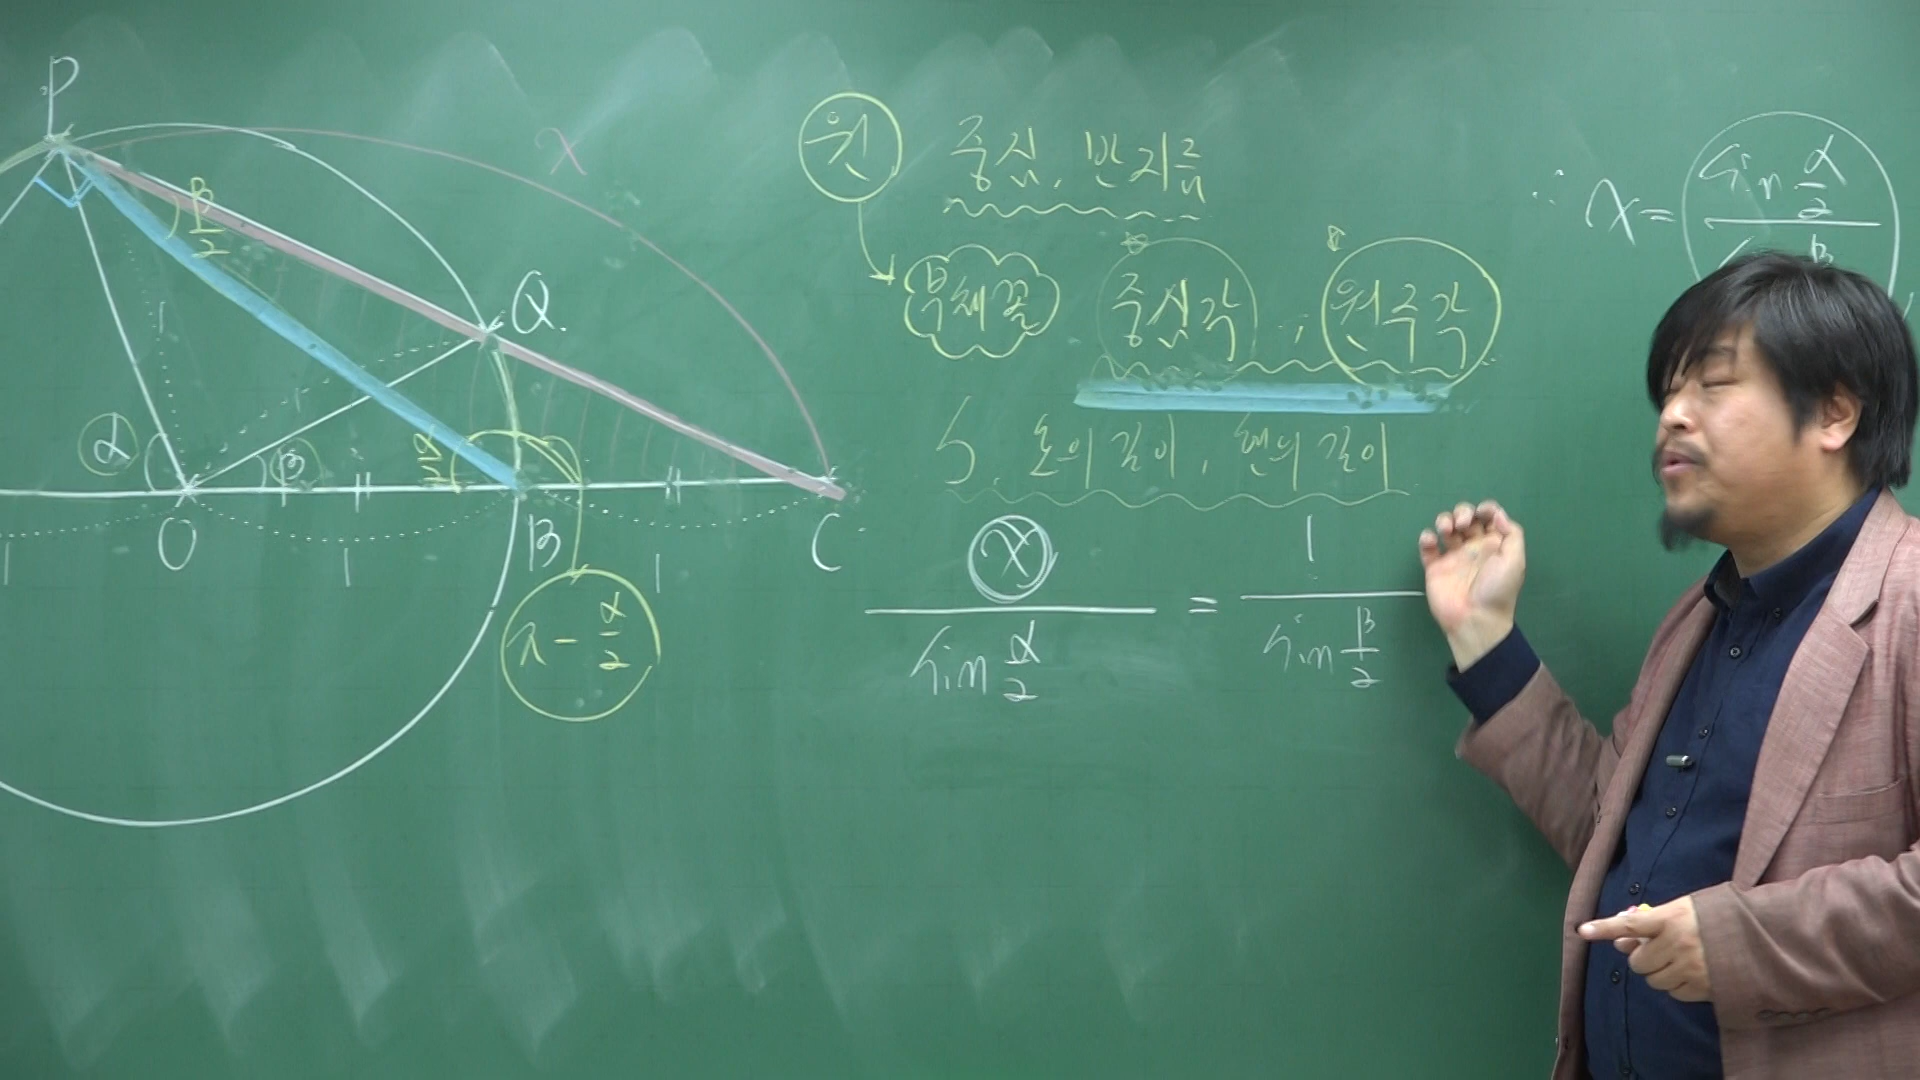 P
x
β/2
Q
α
β
α/2
O
B
C
1
1
1
1
π - α/2
원 중심, 반지름
부채꼴 중심각, 원주각
S, 호의 길이, 현의 길이
x / sin α/2 = 1 / sin β/2
∴ x = sin α/2
β